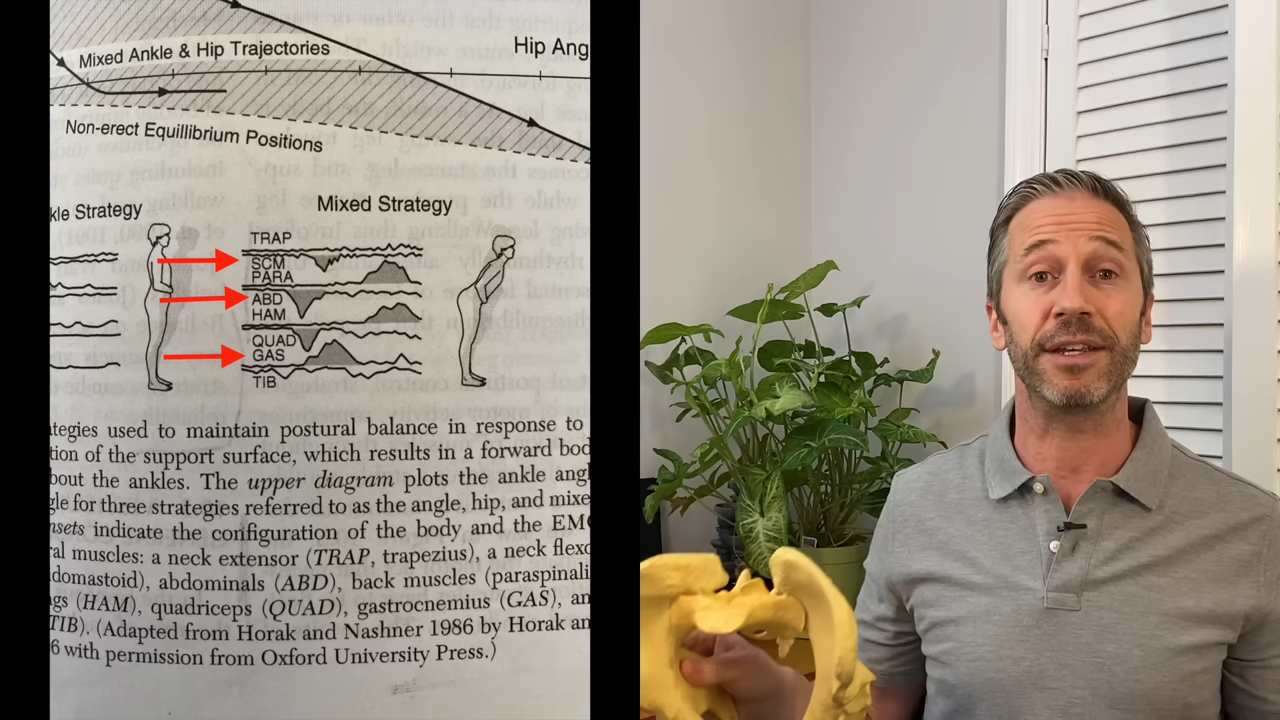 Mixed Ankle & Hip Trajectories
Hip Ang
Non-erect Equillibrium Positions
kle Strategy
Mixed Strategy
TRAP
SCM
PARA
ABD
HAM
QUAD
GAS
TIB
tegies used to maintain postural balance in response to
tion of the support surface, which results in a forward bod
bout the ankles. The upper diagram plots the ankle angl
gle for three strategies referred to as the angle, hip, and mixe
nsets indicate the configuration of the body and the EMG
ral muscles: a neck extensor (TRAP, trapezius), a neck flexo
domastoid), abdominals (ABD), back muscles (paraspinali
gs (HAM), quadriceps (QUAD), gastrocnemius (GAS), an
TIB). (Adapted from Horak and Nashner 1986 by Horak an
6 with permission from Oxford University Press.)